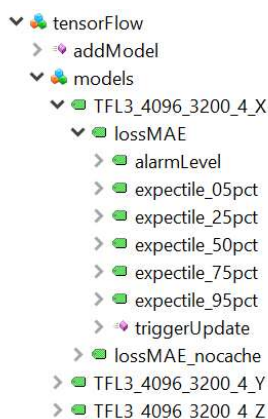 tensorFlow
addModel
models
TFL3_4096_3200_4_X
lossMAE
alarmLevel
expectile_05pct
expectile_25pct
expectile_50pct
expectile_75pct
expectile_95pct
triggerUpdate
lossMAE_nocache
TFL3_4096_3200_4_Y
TFL3_4096_3200_4_Z